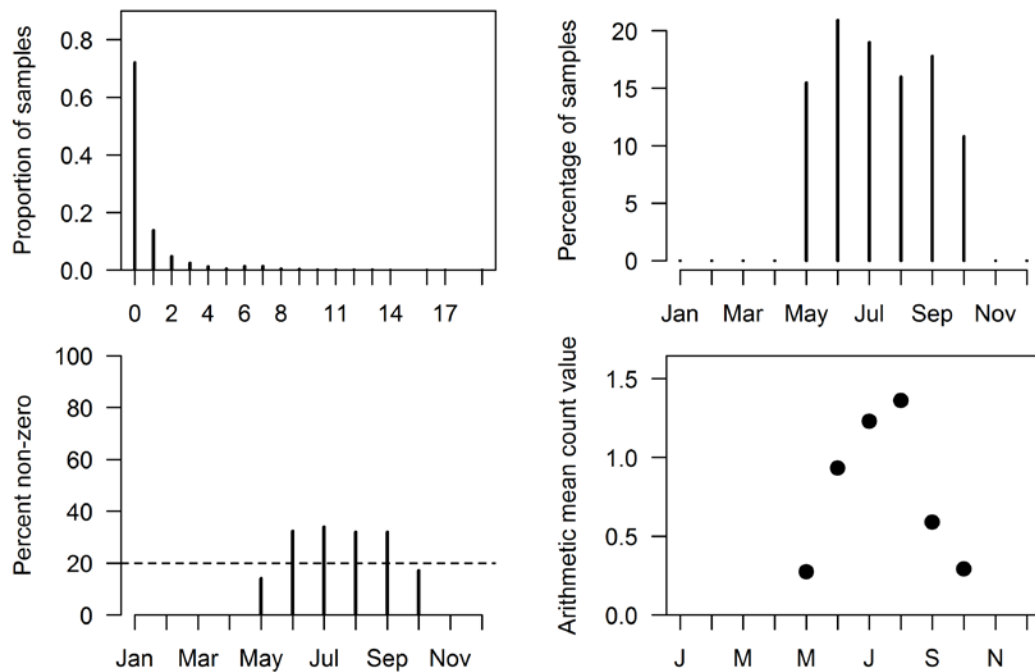 Proportion of samples
0.8
0.6
0.4
0.2
0.0
0 2 4 6 8 11 14 17
Percentage of samples
20
15
10
5
0
Jan Mar May Jul Sep Nov
Percent non-zero
100
80
60
40
20
0
Jan Mar May Jul Sep Nov
Arithmetic mean count value
1.5
1.0
0.5
0.0
J M M J S N